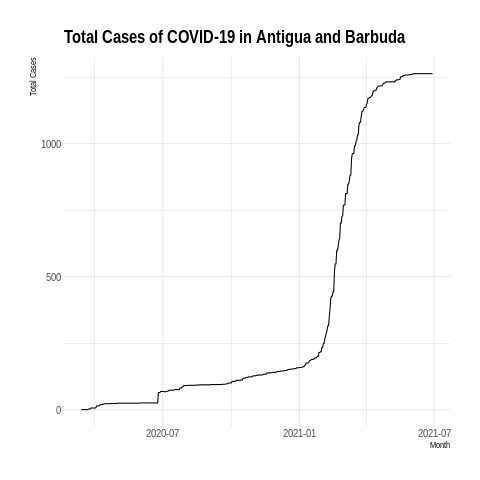 Total Cases of COVID-19 in Antigua and Barbuda
Total Cases
1000
500
0
2020-07 2021-01 2021-07
Month